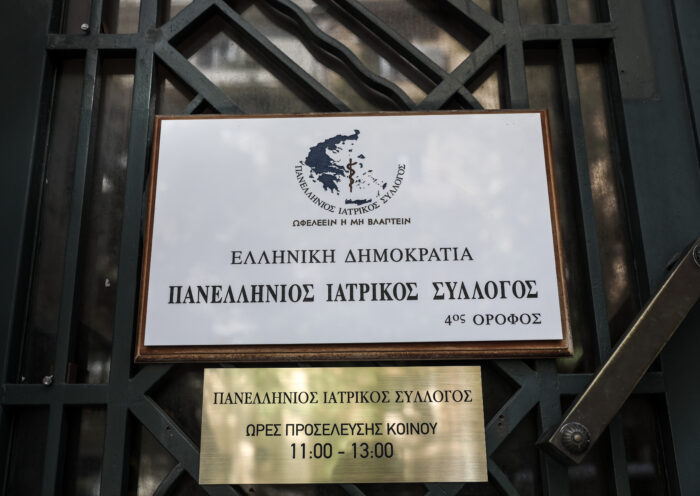 ΠΑΝΕΛΛΗΝΙΟΣ ΙΑΤΡΙΚΟΣ ΣΥΛΛΟΓΟΣ
ΩΦΕΛΕΕΙΝ Η ΜΗ ΒΛΑΠΤΕΙΝ
ΕΛΛΗΝΙΚΗ ΔΗΜΟΚΡΑΤΙΑ
ΠΑΝΕΛΛΗΝΙΟΣ ΙΑΤΡΙΚΟΣ ΣΥΛΛΟΓΟΣ
4ος ΟΡΟΦΟΣ
ΠΑΝΕΛΛΗΝΙΟΣ ΙΑΤΡΙΚΟΣ ΣΥΛΛΟΓΟΣ
ΩΡΕΣ ΠΡΟΣΕΛΕΥΣΗΣ ΚΟΙΝΟΥ
11:00 - 13:00